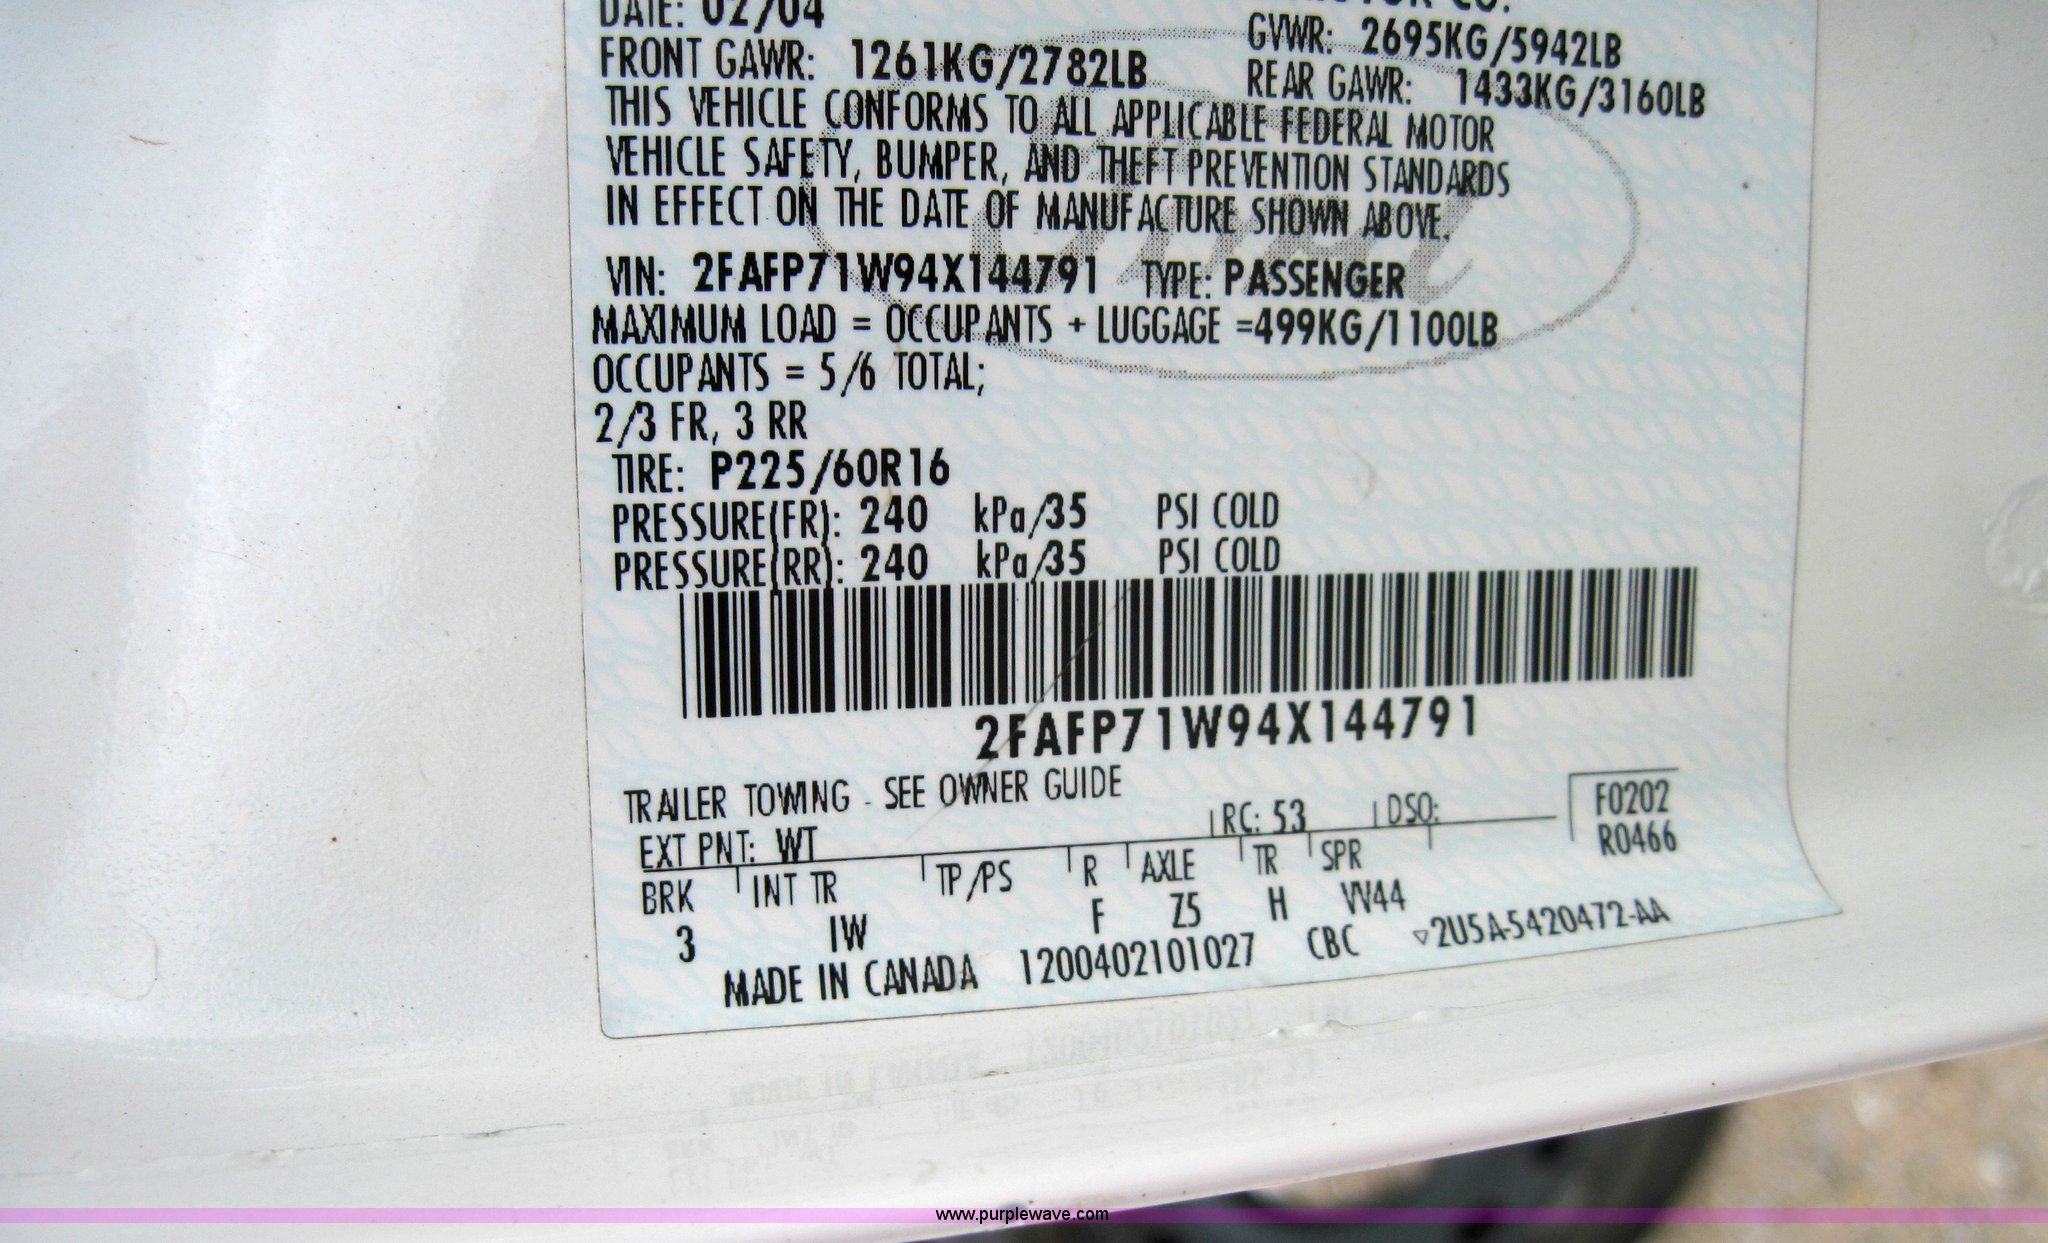 DATE: 02/04
MOTOR CO.
GVWR: 2695KG/5942LB
FRONT GAWR: 1261KG/2782LB
REAR GAWR: 1433KG/3160LB
THIS VEHICLE CONFORMS TO ALL APPLICABLE FEDERAL MOTOR
VEHICLE SAFETY, BUMPER, AND THEFT PREVENTION STANDARDS
IN EFFECT ON THE DATE OF MANUFACTURE SHOWN ABOVE.
VIN: 2FAFP71W94X144791 TYPE: PASSENGER
MAXIMUM LOAD = OCCUPANTS + LUGGAGE =499KG/1100LB
OCCUPANTS = 5/6 TOTAL;
2/3 FR, 3 RR
TIRE: P225/60R16
PRESSURE(FR): 240 kPa/35 PSI COLD
PRESSURE(RR): 240 kPa/35 PSI COLD
2FAFP71W94X144791
TRAILER TOWING - SEE OWNER GUIDE
EXT PNT: WT RC: 53 DSO: F0202
R0466
BRK INT TR TP/PS R AXLE TR SPR
3 IW F Z5 H VV44
MADE IN CANADA 1200402101027 CBC ▽2U5A-5420472-AA
www.purplewave.com